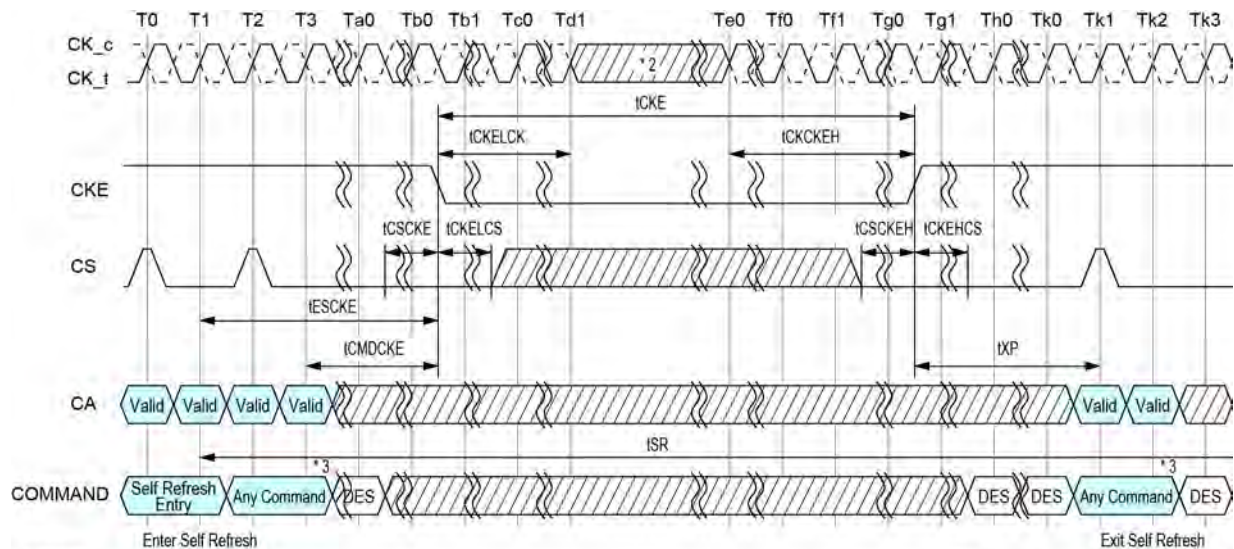 T0 T1 T2 T3 Ta0 Tb0 Tb1 Tc0 Td1 Te0 Tf0 Tf1 Tg0 Tg1 Th0 Tk0 Tk1 Tk2 Tk3
CK_c
CK_t
*2
tCKE
tCKELCK tCKCKEH
CKE
tCSCKE tCKELCS tCSCKEH tCKEHCS
CS
tESCKE
tCMDCKE tXP
CA Valid Valid Valid Valid Valid Valid
tSR
*3 *3
COMMAND Self Refresh Entry Any Command DES DES DES Any Command DES
Enter Self Refresh Exit Self Refresh